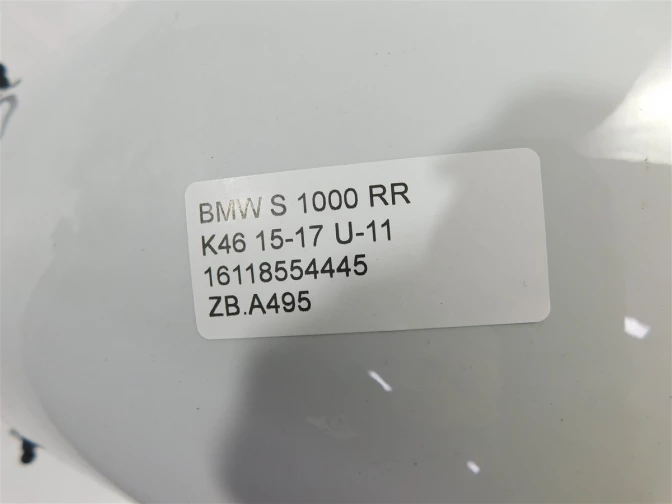 BMW S 1000 RR
K46 15-17 U-11
16118554445
ZB.A495